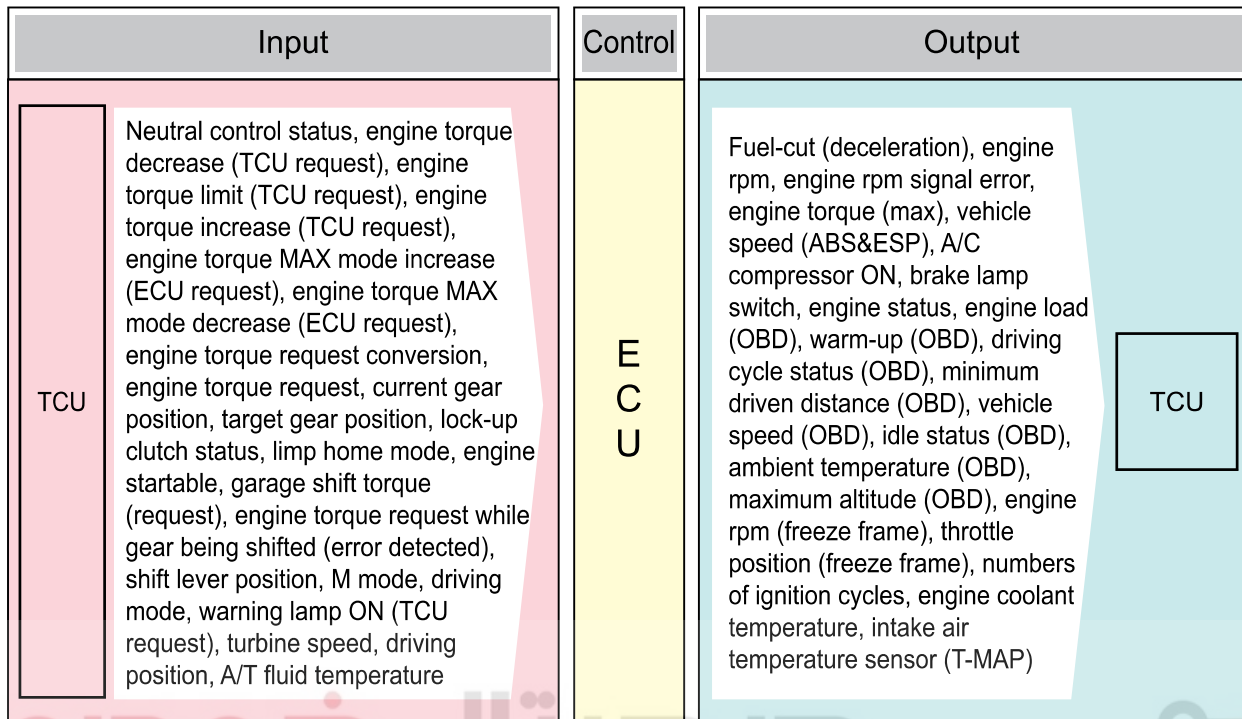 Input
Control
Output
TCU
Neutral control status, engine torque
decrease (TCU request), engine
torque limit (TCU request), engine
torque increase (TCU request),
engine torque MAX mode increase
(ECU request), engine torque MAX
mode decrease (ECU request),
engine torque request conversion,
engine torque request, current gear
position, target gear position, lock-up
clutch status, limp home mode, engine
startable, garage shift torque
(request), engine torque request while
gear being shifted (error detected),
shift lever position, M mode, driving
mode, warning lamp ON (TCU
request), turbine speed, driving
position, A/T fluid temperature
E
C
U
Fuel-cut (deceleration), engine
rpm, engine rpm signal error,
engine torque (max), vehicle
speed (ABS&ESP), A/C
compressor ON, brake lamp
switch, engine status, engine load
(OBD), warm-up (OBD), driving
cycle status (OBD), minimum
driven distance (OBD), vehicle
speed (OBD), idle status (OBD),
ambient temperature (OBD),
maximum altitude (OBD), engine
rpm (freeze frame), throttle
position (freeze frame), numbers
of ignition cycles, engine coolant
temperature, intake air
temperature sensor (T-MAP)
TCU